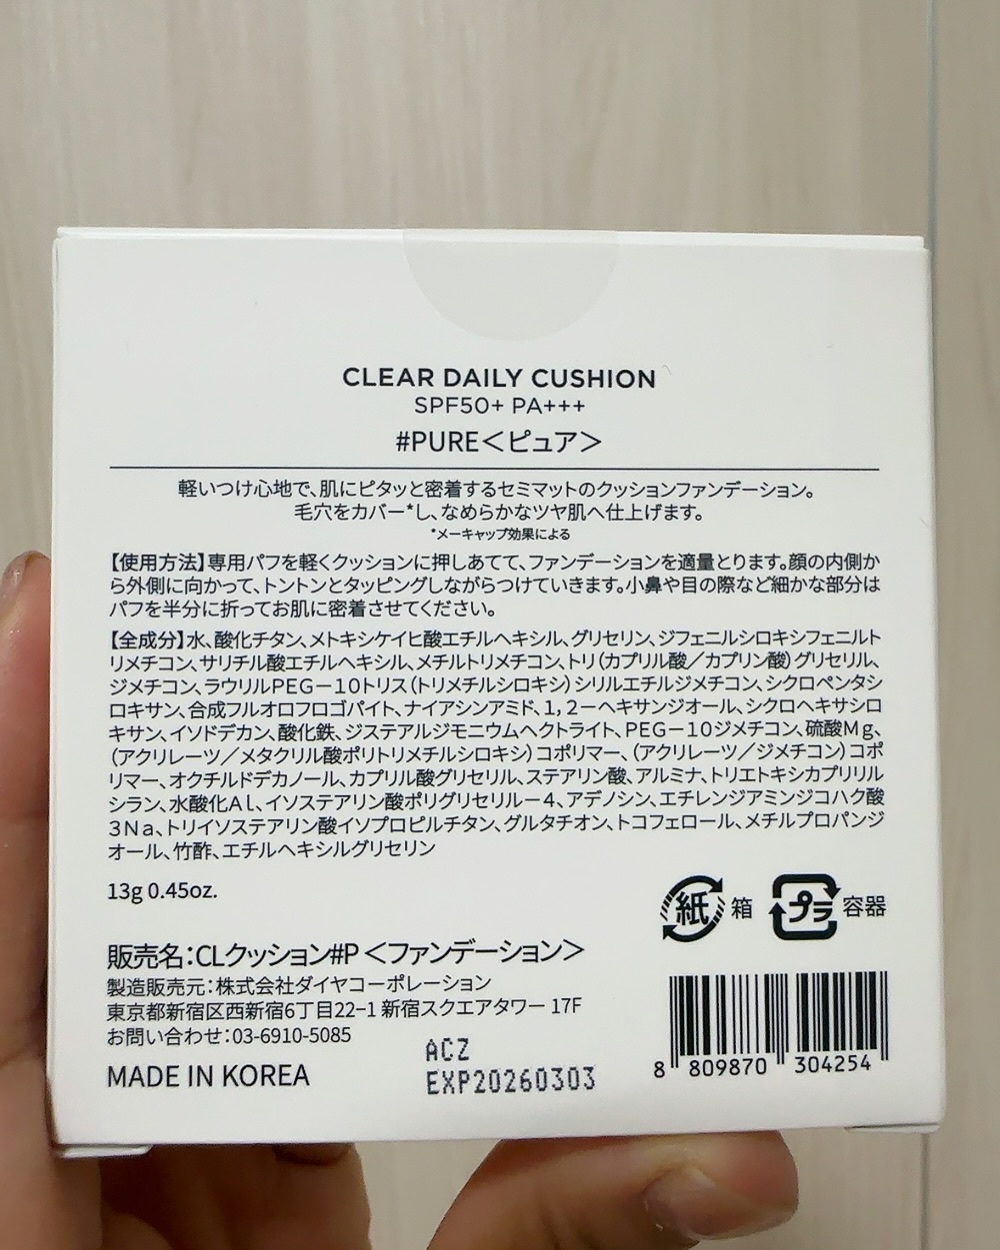 CLEAR DAILY CUSHION
SPF50+ PA+++
#PURE＜ピュア＞
軽いつけ心地で、肌にピタッと密着するセミマットのクッションファンデーション。
毛穴をカバー*し、なめらかなツヤ肌へ仕上げます。
*メーキャップ効果による
【使用方法】専用パフを軽くクッションに押しあてて、ファンデーションを適量とります。顔の内側か
ら外側に向かって、トントンとタッピングしながらつけていきます。小鼻や目の際など細かな部分は
パフを半分に折ってお肌に密着させてください。
【全成分】水、酸化チタン、メトキシケイヒ酸エチルヘキシル、グリセリン、ジフェニルシロキシフェニルト
リメチコン、サリチル酸エチルヘキシル、メチルトリメチコン、トリ（カプリル酸／カプリン酸）グリセリル、
ジメチコン、ラウリルPEG－10トリス（トリメチルシロキシ）シリルエチルジメチコン、シクロペンタシ
ロキサン、合成フルオロフロゴパイト、ナイアシンアミド、1，2－ヘキサンジオール、シクロヘキサシロ
キサン、イソドデカン、酸化鉄、ジステアルジモニウムヘクトライト、PEG－10ジメチコン、硫酸Mg、
（アクリレーツ／メタクリル酸ポリトリメチルシロキシ）コポリマー、（アクリレーツ／ジメチコン）コポ
リマー、オクチルドデカノール、カプリル酸グリセリル、ステアリン酸、アルミナ、トリエトキシカプリリル
シラン、水酸化Al、イソステアリン酸ポリグリセリル－4、アデノシン、エチレンジアミンジコハク酸
3Na、トリイソステアリン酸イソプロピルチタン、グルタチオン、トコフェロール、メチルプロパンジ
オール、竹酢、エチルヘキシルグリセリン
13g 0.45oz.
紙 箱 プラ 容器
販売名：CLクッション#P＜ファンデーション＞
製造販売元：株式会社ダイヤコーポレーション
東京都新宿区西新宿6丁目22-1 新宿スクエアタワー 17F
お問い合わせ：03-6910-5085
MADE IN KOREA
ACZ
EXP20260303
8 809870 304254